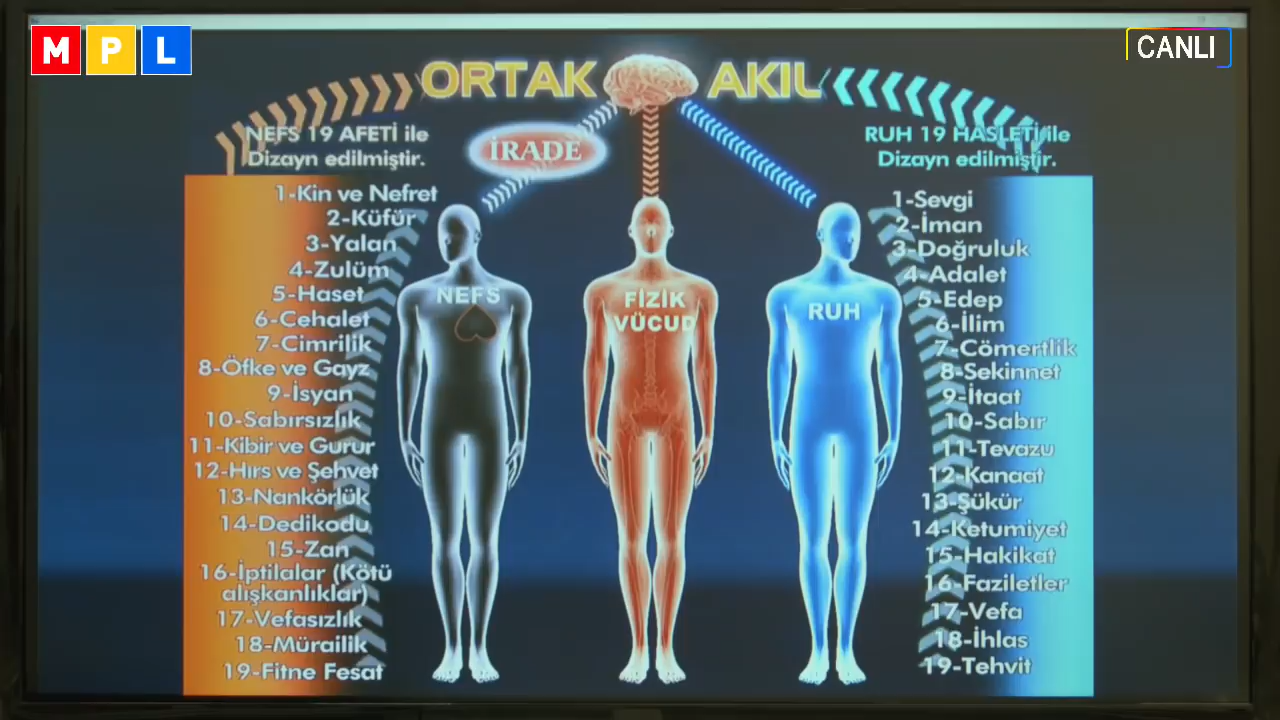 MPL
CANLI
ORTAK AKIL
NEFS 19 AFETİ ile
Dizayn edilmiştir.
İRADE
RUH 19 HASLETİ ile
Dizayn edilmiştir.
1-Kin ve Nefret
2-Küfür
3-Yalan
4-Zulüm
5-Haset
6-Cehalet
7-Cimrilik
8-Öfke ve Gayz
9-İsyan
10-Sabırsızlık
11-Kibir ve Gurur
12-Hırs ve Şehvet
13-Nankörlük
14-Dedikodu
15-Zan
16-İptilalar (Kötü
alışkanlıklar)
17-Vefasızlık
18-Mürailik
19-Fitne Fesat
NEFS
FİZİK
VÜCUD
RUH
1-Sevgi
2-İman
3-Doğruluk
4-Adalet
5-Edep
6-İlim
7-Cömertlik
8-Sekinnet
9-İtaat
10-Sabır
11-Tevazu
12-Kanaat
13-Şükür
14-Ketumiyet
15-Hakikat
16-Faziletler
17-Vefa
18-İhlas
19-Tehvit